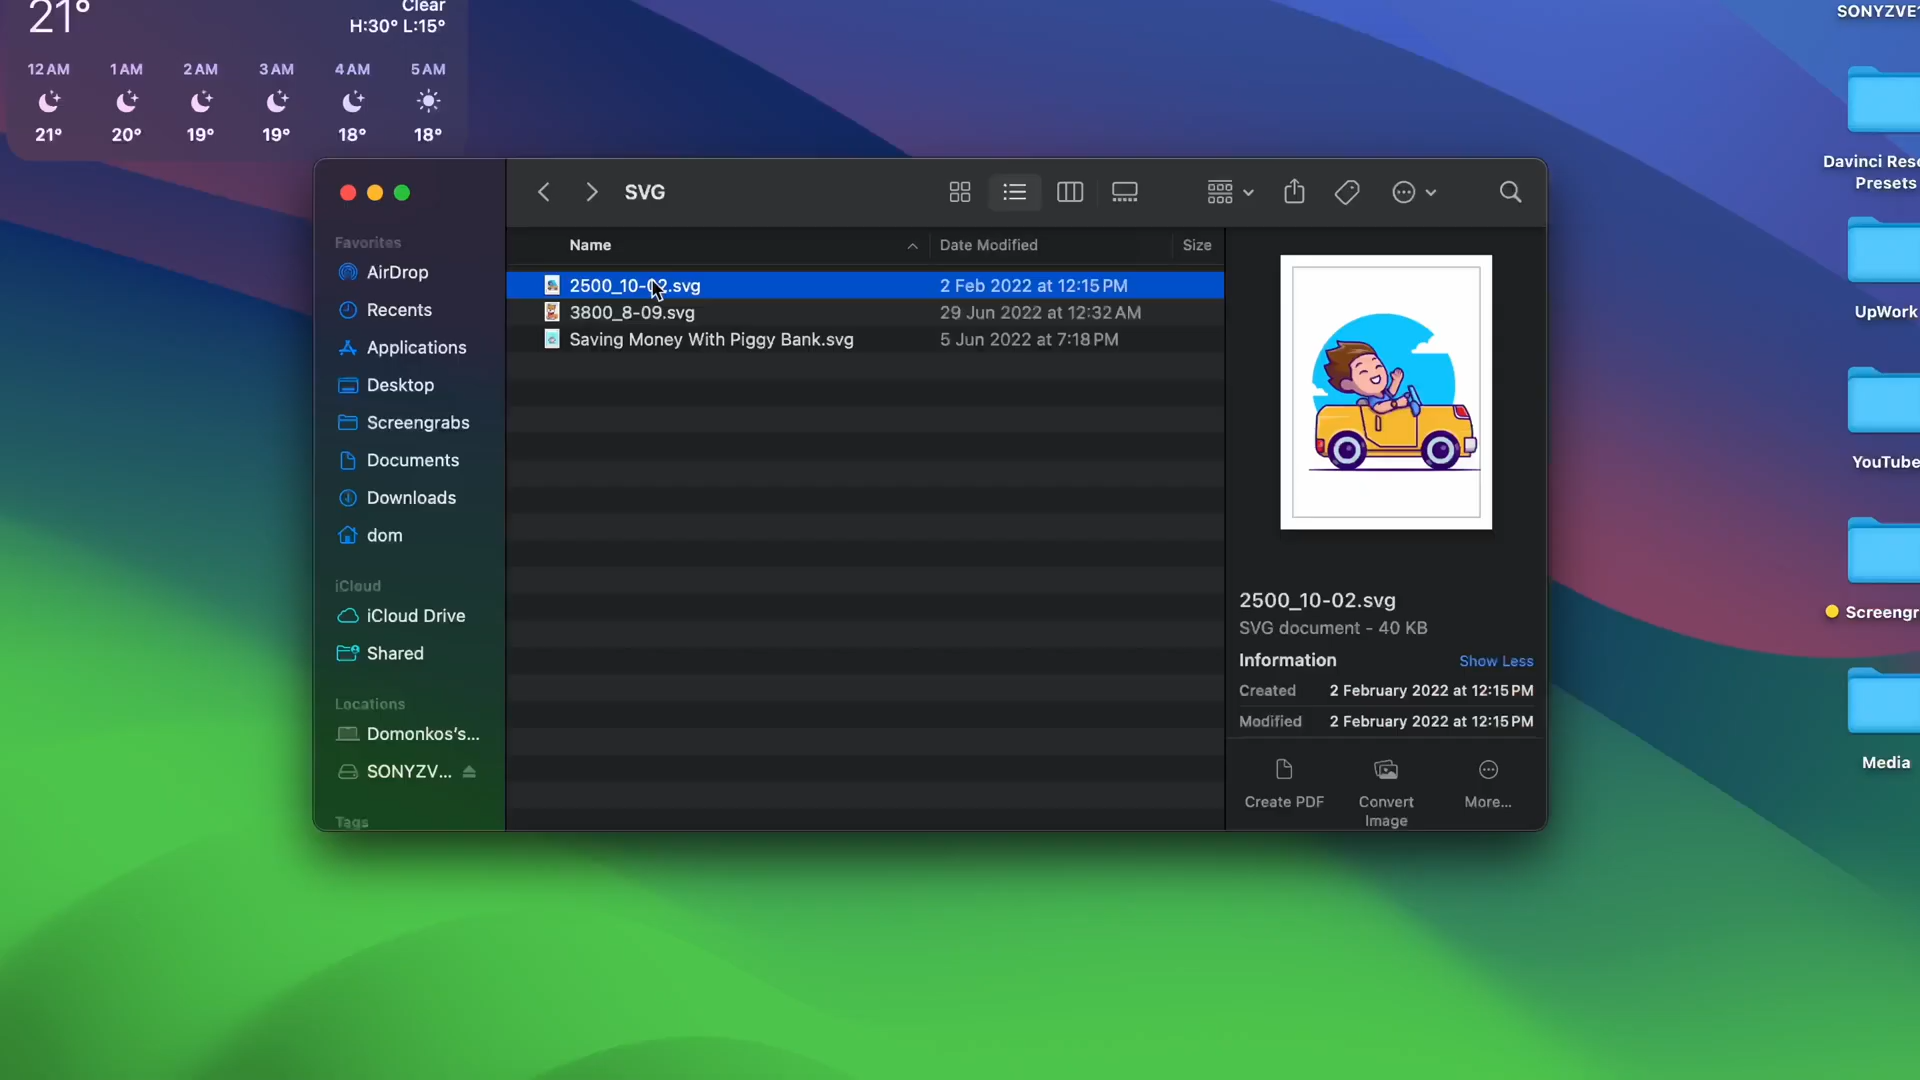 21°
Clear
H:30° L:15°
12 AM 1 AM 2 AM 3 AM 4 AM 5 AM
21° 20° 19° 19° 18° 18°
SVG
Favorites
AirDrop
Recents
Applications
Desktop
Screengrabs
Documents
Downloads
dom
iCloud
iCloud Drive
Shared
Locations
Domonkos's...
SONYZV...
Tags
Name Date Modified Size
2500_10-02.svg 2 Feb 2022 at 12:15 PM
3800_8-09.svg 29 Jun 2022 at 12:32 AM
Saving Money With Piggy Bank.svg 5 Jun 2022 at 7:18 PM
2500_10-02.svg
SVG document - 40 KB
Information Show Less
Created 2 February 2022 at 12:15 PM
Modified 2 February 2022 at 12:15 PM
Create PDF
Convert
Image
More...
SONYZVE1
Davinci Reso
Presets
UpWork
YouTube
Screengr
Media